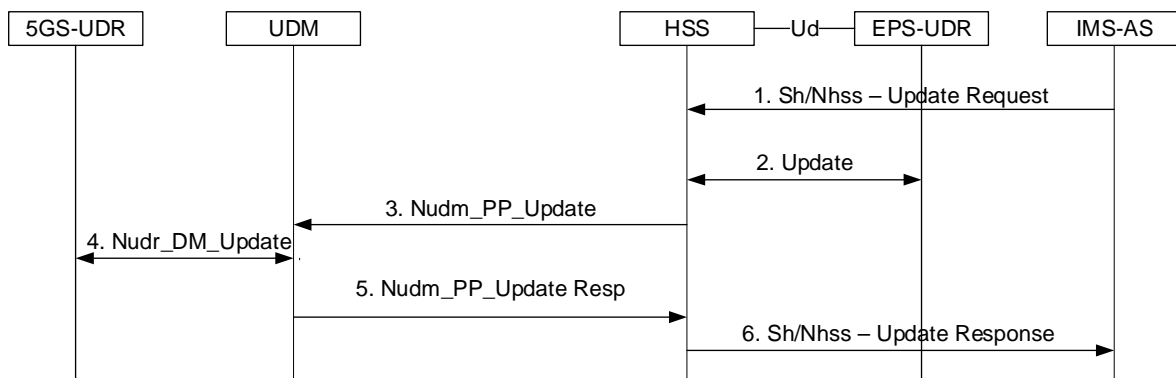 5GS-UDR
UDM
HSS
Ud
EPS-UDR
IMS-AS
1. Sh/Nhss – Update Request
2. Update
3. Nudm_PP_Update
4. Nudr_DM_Update
5. Nudm_PP_Update Resp
6. Sh/Nhss – Update Response